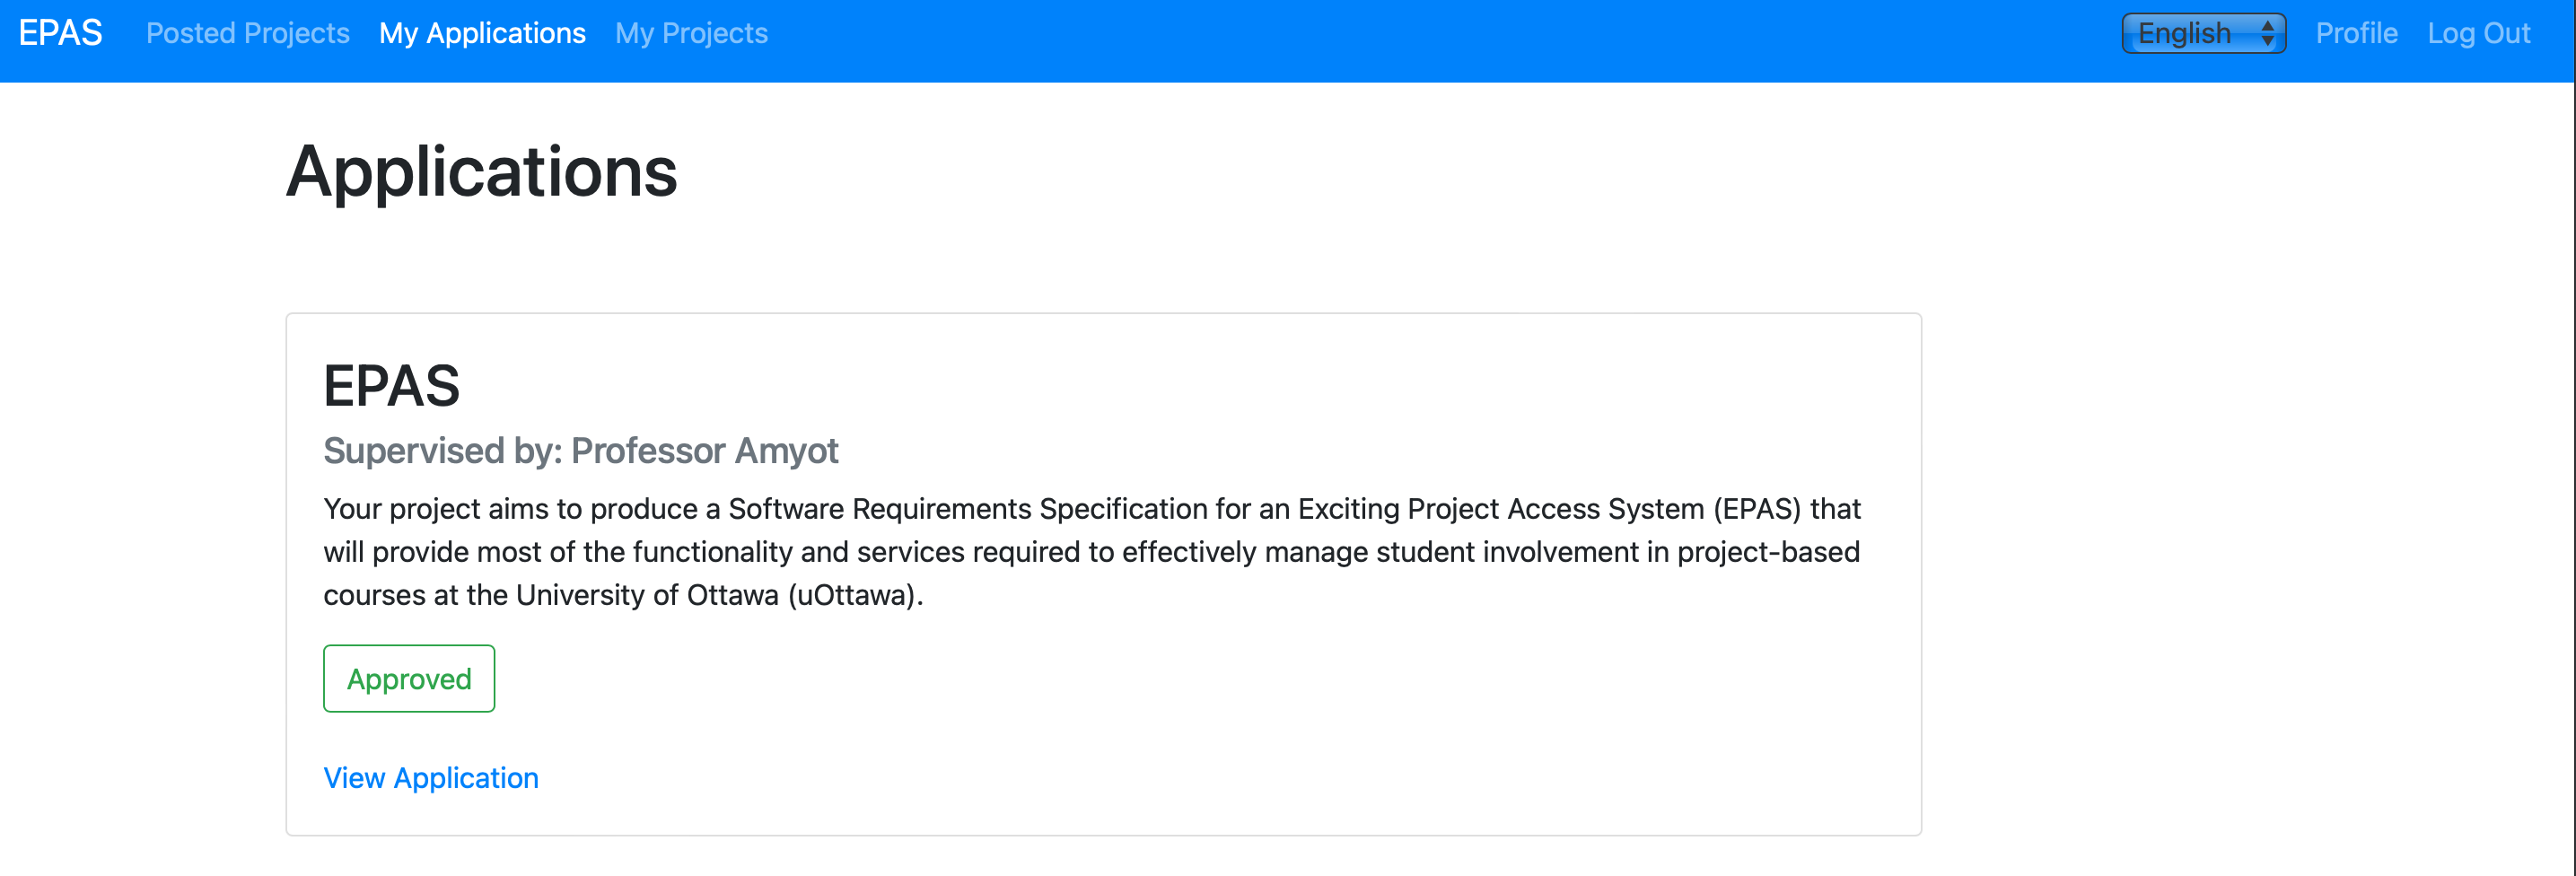 EPAS Posted Projects My Applications My Projects English Profile Log Out
Applications
EPAS
Supervised by: Professor Amyot
Your project aims to produce a Software Requirements Specification for an Exciting Project Access System (EPAS) that
will provide most of the functionality and services required to effectively manage student involvement in project-based
courses at the University of Ottawa (uOttawa).
Approved
View Application